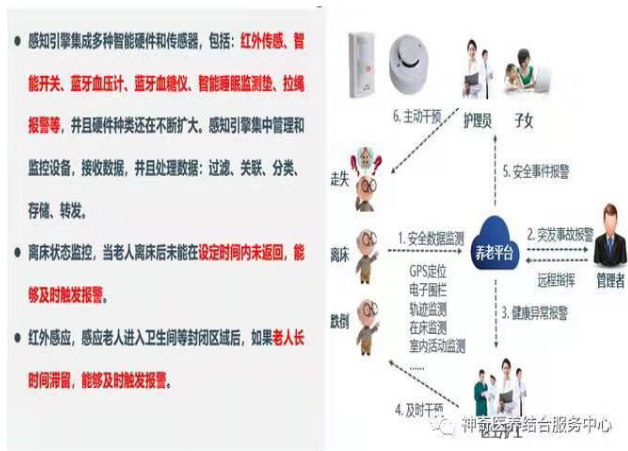 感知引擎集成多种智能硬件和传感器，包括：红外传感、智
能开关、蓝牙血压计、蓝牙血糖仪、智能睡眠监测垫、拉绳
报警等，并且硬件种类还在不断扩大。感知引擎集中管理和
监控设备，接收数据，并且处理数据：过滤、关联、分类、
存储、转发。
离床状态监控，当老人离床后未能在设定时间内未返回，能
够及时触发报警。
红外感应，感应老人进入卫生间等封闭区域后，如果老人长
时间滞留，能够及时触发报警。
6. 主动干预
护理员
子女
走失
5. 安全事件报警
离床
1. 安全数据监测
养老平台
2. 突发事故报警
远程指挥
管理者
GPS定位
电子围栏
轨迹监测
在床监测
室内活动监测
......
跌倒
3. 健康异常报警
4. 及时干预
神奇医养结合服务中心